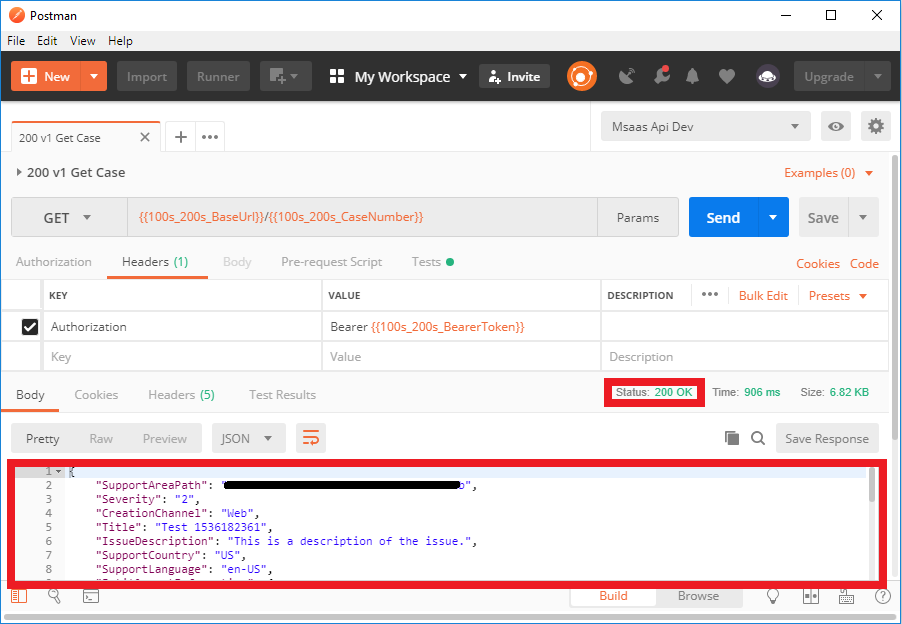 Postman
File Edit View Help
New Import Runner My Workspace Invite Upgrade
200 v1 Get Case Msaas Api Dev
200 v1 Get Case Examples (0)
GET {{100s_200s_BaseUrl}}/{{100s_200s_CaseNumber}} Params Send Save
Authorization Headers (1) Body Pre-request Script Tests Cookies Code
KEY VALUE DESCRIPTION Bulk Edit Presets
Authorization Bearer {{100s_200s_BearerToken}}
Key Value Description
Body Cookies Headers (5) Test Results Status: 200 OK Time: 906 ms Size: 6.82 KB
Pretty Raw Preview JSON Save Response
1 {
2 "SupportAreaPath": "",
3 "Severity": "2",
4 "CreationChannel": "Web",
5 "Title": "Test 1536182361",
6 "IssueDescription": "This is a description of the issue.",
7 "SupportCountry": "US",
8 "SupportLanguage": "en-US",
Build Browse